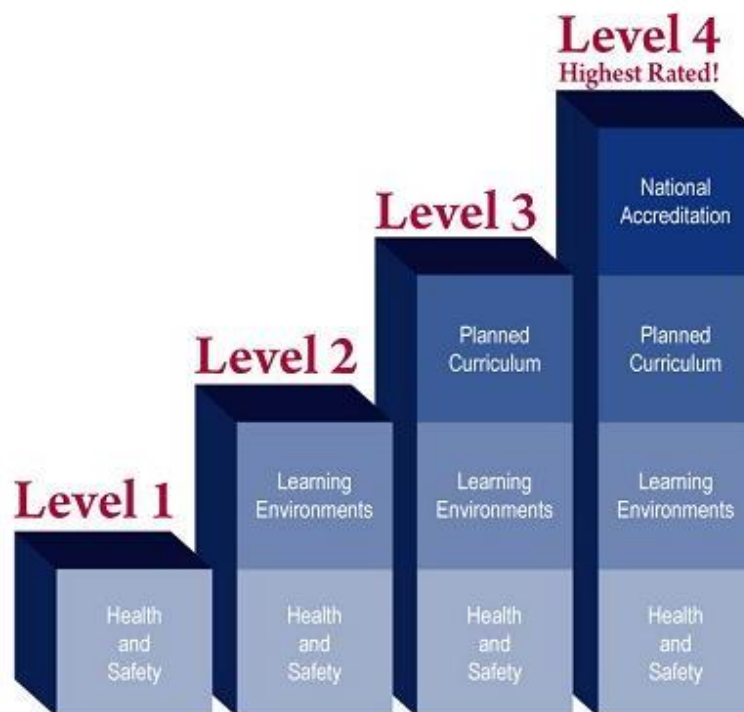 Level 1
Health
and
Safety
Level 2
Learning
Environments
Health
and
Safety
Level 3
Planned
Curriculum
Learning
Environments
Health
and
Safety
Level 4
Highest Rated!
National
Accreditation
Planned
Curriculum
Learning
Environments
Health
and
Safety